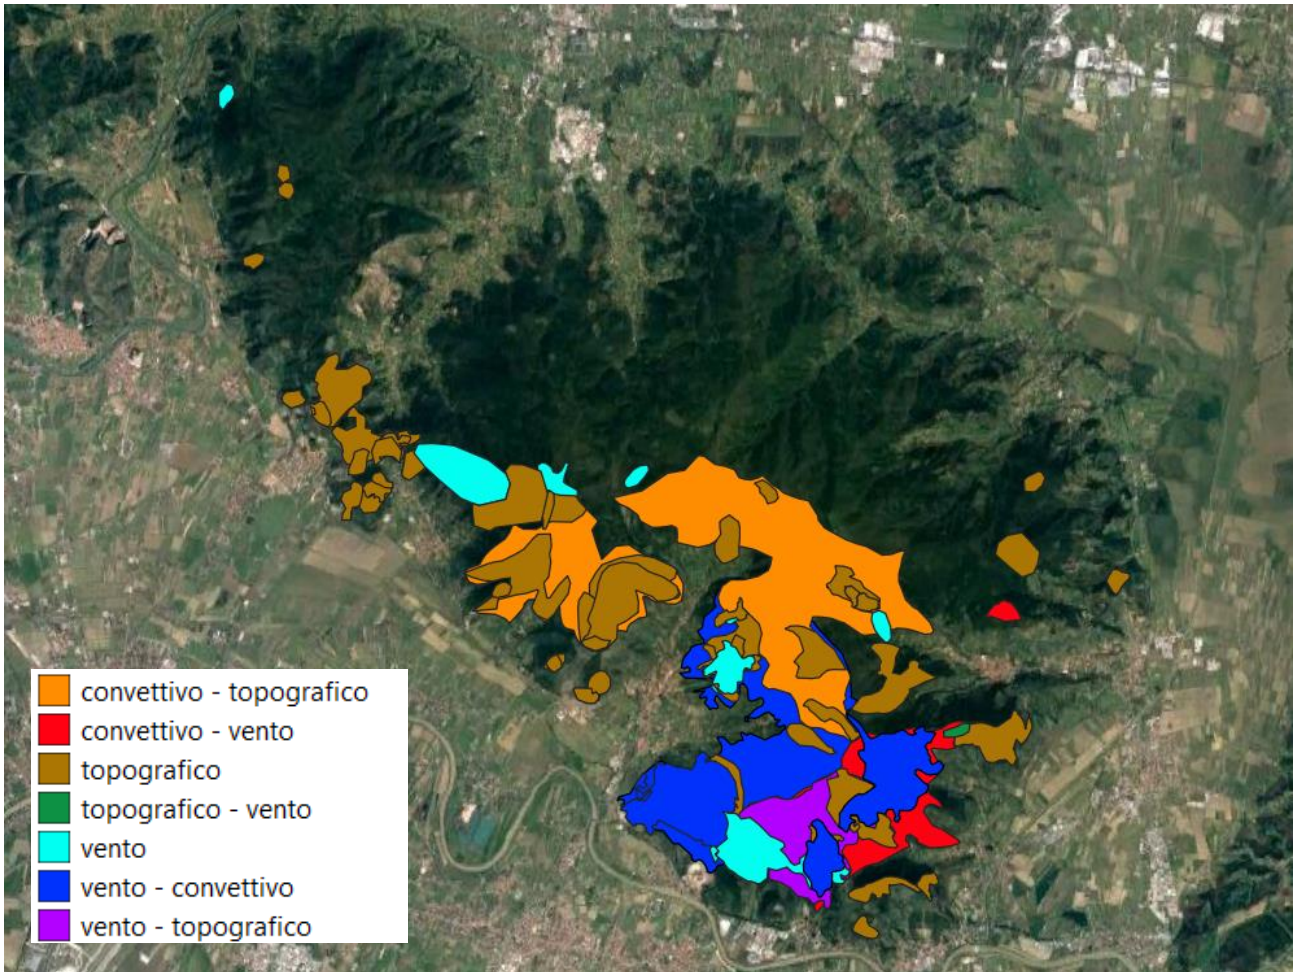 convettivo - topografico
convettivo - vento
topografico
topografico - vento
vento
vento - convettivo
vento - topografico